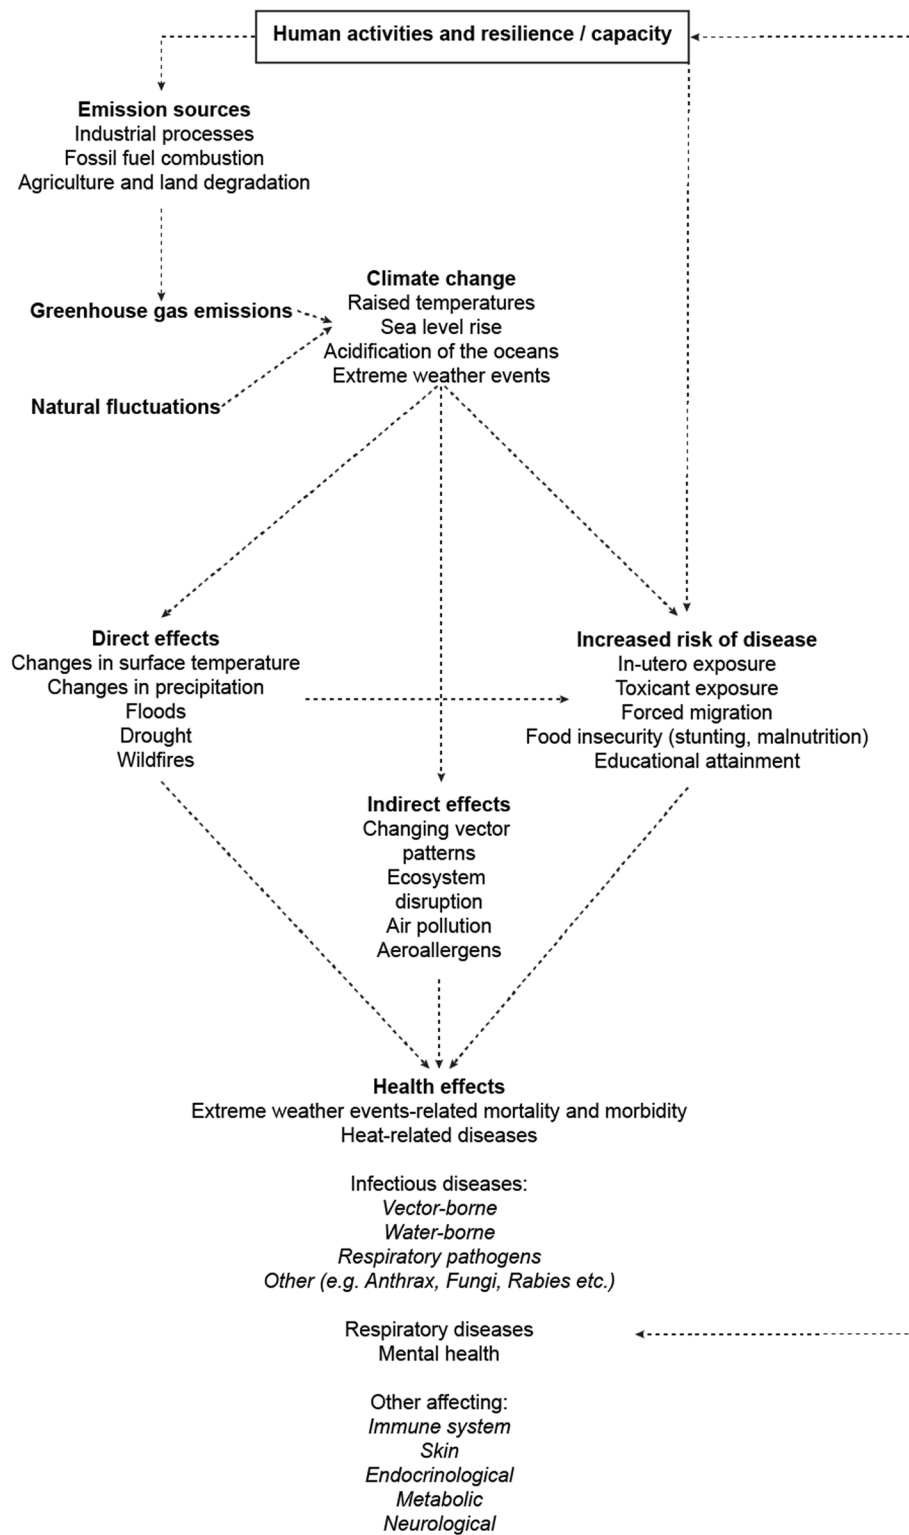 Human activities and resilience / capacity
Emission sources
Industrial processes
Fossil fuel combustion
Agriculture and land degradation
Greenhouse gas emissions
Climate change
Raised temperatures
Sea level rise
Acidification of the oceans
Extreme weather events
Natural fluctuations
Direct effects
Changes in surface temperature
Changes in precipitation
Floods
Drought
Wildfires
Increased risk of disease
In-utero exposure
Toxicant exposure
Forced migration
Food insecurity (stunting, malnutrition)
Educational attainment
Indirect effects
Changing vector
patterns
Ecosystem
disruption
Air pollution
Aeroallergens
Health effects
Extreme weather events-related mortality and morbidity
Heat-related diseases
Infectious diseases:
Vector-borne
Water-borne
Respiratory pathogens
Other (e.g. Anthrax, Fungi, Rabies etc.)
Respiratory diseases
Mental health
Other affecting:
Immune system
Skin
Endocrinological
Metabolic
Neurological